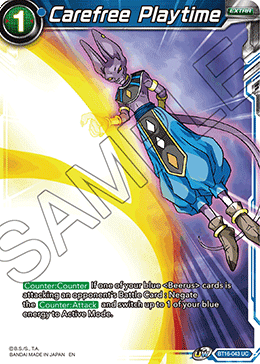 1
Carefree Playtime
EXTRA
SAMPLE
Counter:Counter If one of your blue <Beerus> cards is
attacking an opponent's Battle Card : Negate
the Counter:Attack and switch up to 1 of your blue
energy to Active Mode.
©B.S./S., T.A.
BANDAI MADE IN JAPAN EN
BT16-043 UC